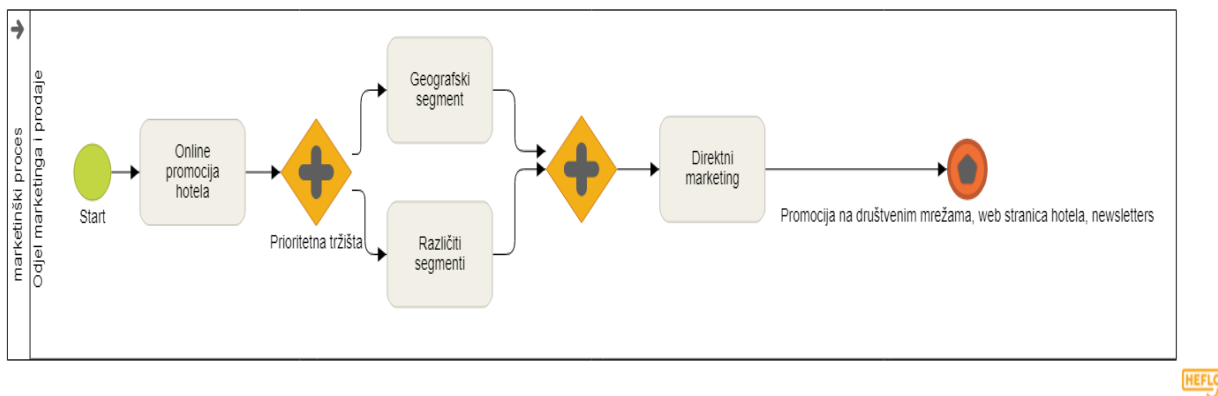 marketinški proces
Odjel marketinga i prodaje
Start
Online
promocija
hotela
Prioritetna tržišta
Geografski
segment
Različiti
segmenti
Direktni
marketing
Promocija na društvenim mrežama, web stranica hotela, newsletters